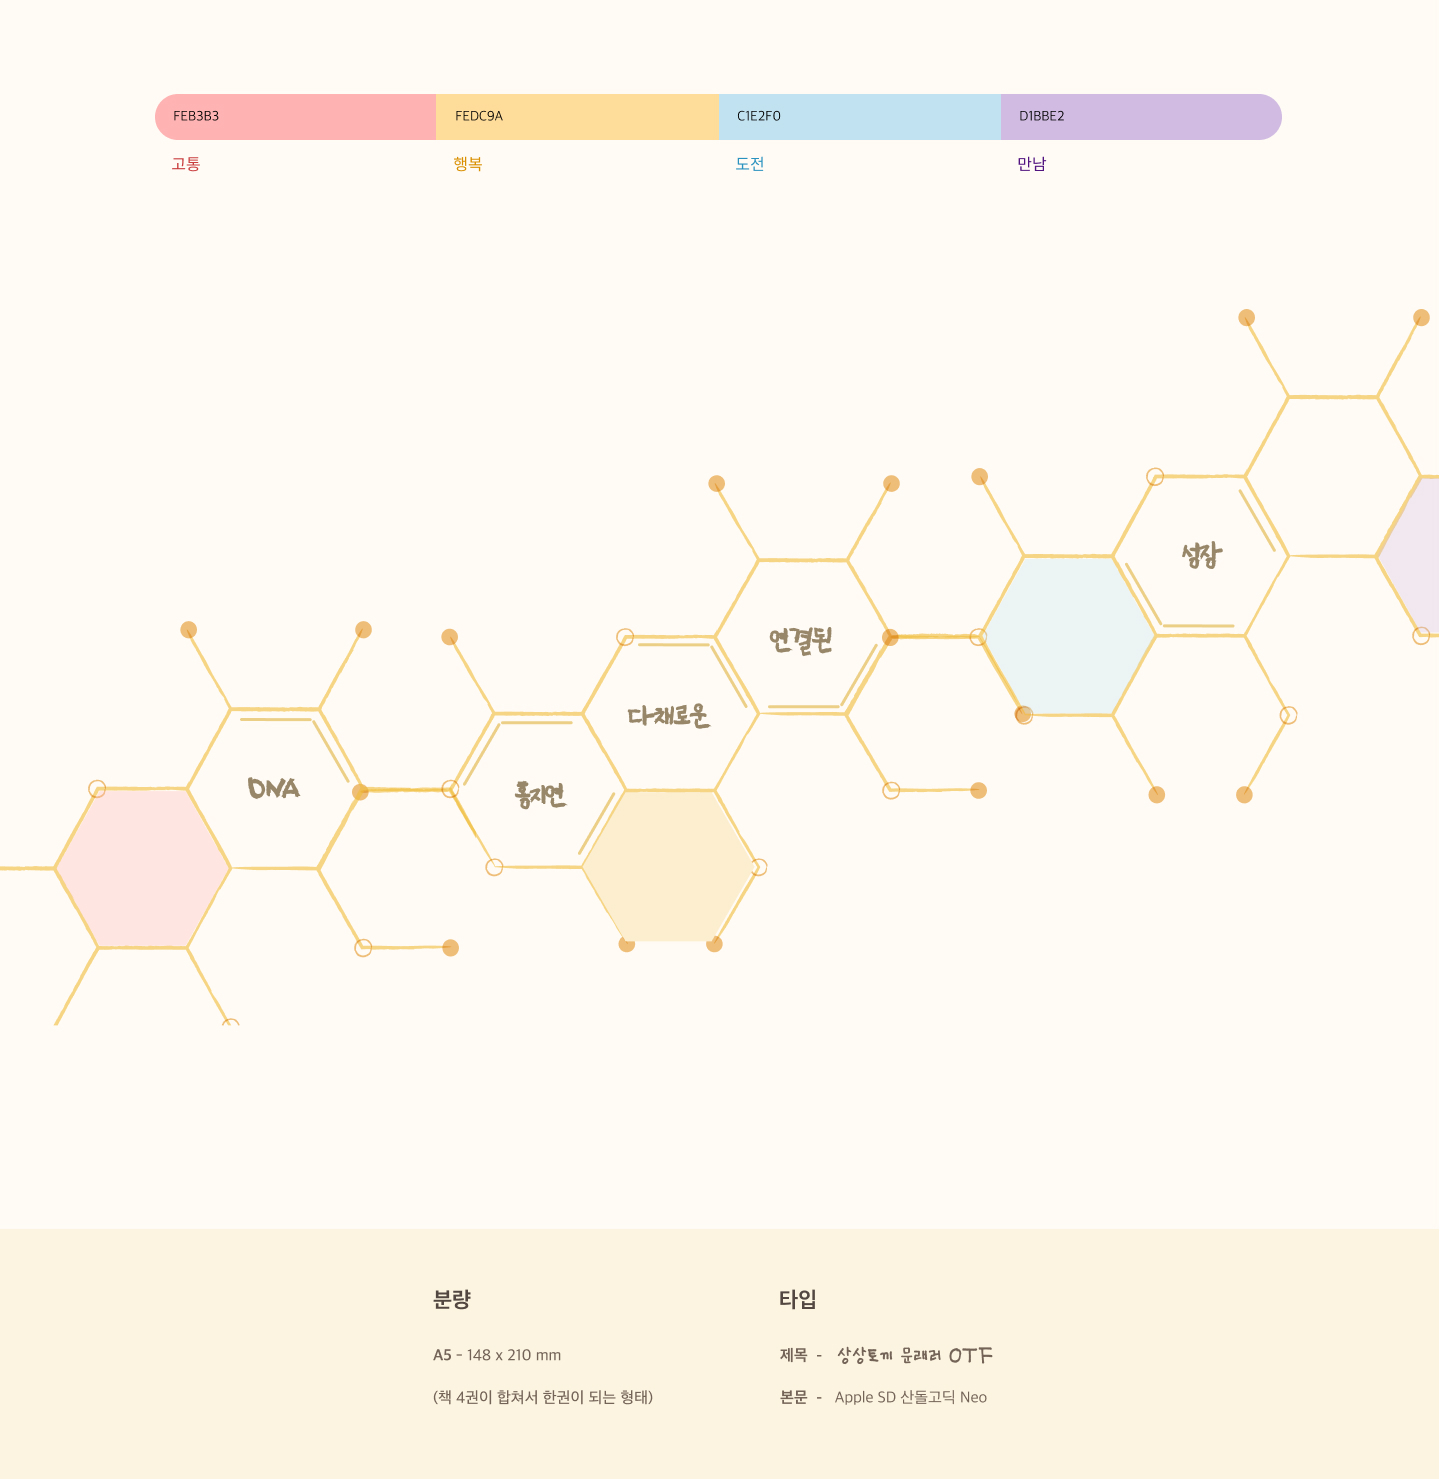 FEB3B3 FEDC9A C1E2F0 D1BBE2
고통 행복 도전 만남
성장
연결된
다채로운
DNA
홍지연
분량 타입
A5 - 148 x 210 mm
제목 - 상상토끼 문래러 OTF
(책 4권이 합쳐서 한권이 되는 형태)
본문 - Apple SD 산돌고딕 Neo